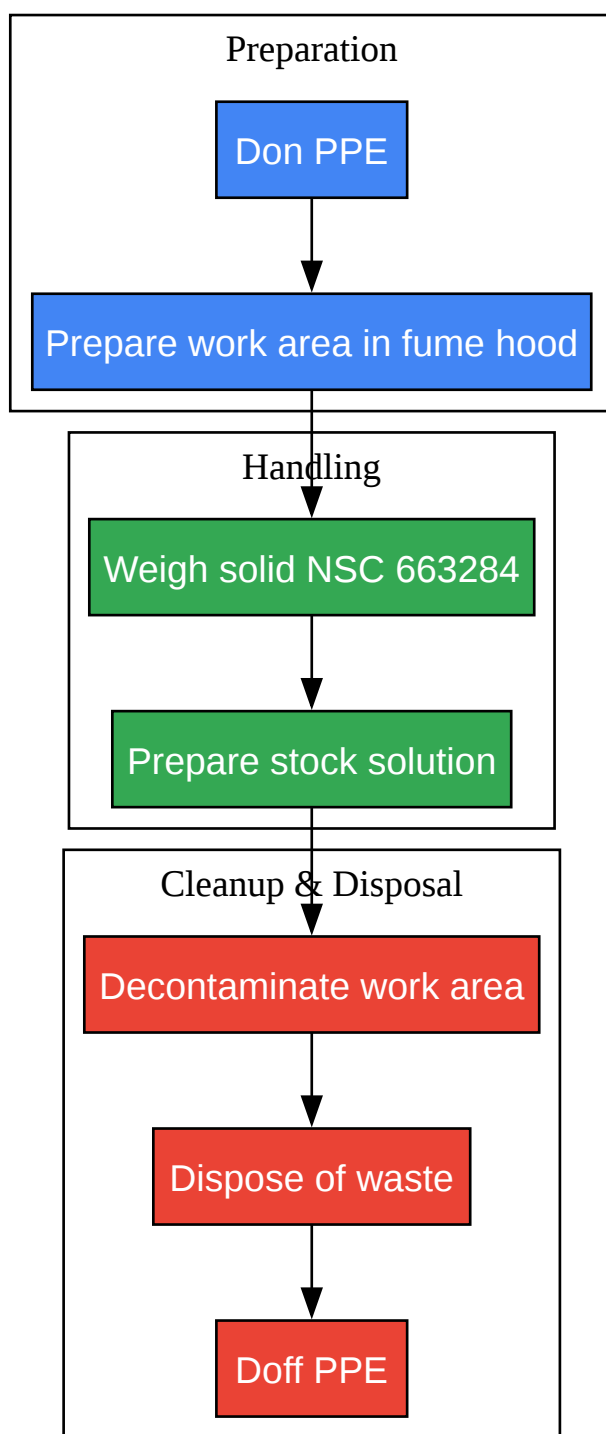 Preparation
Don PPE
Prepare work area in fume hood
Handling
Weigh solid NSC 663284
Prepare stock solution
Cleanup & Disposal
Decontaminate work area
Dispose of waste
Doff PPE